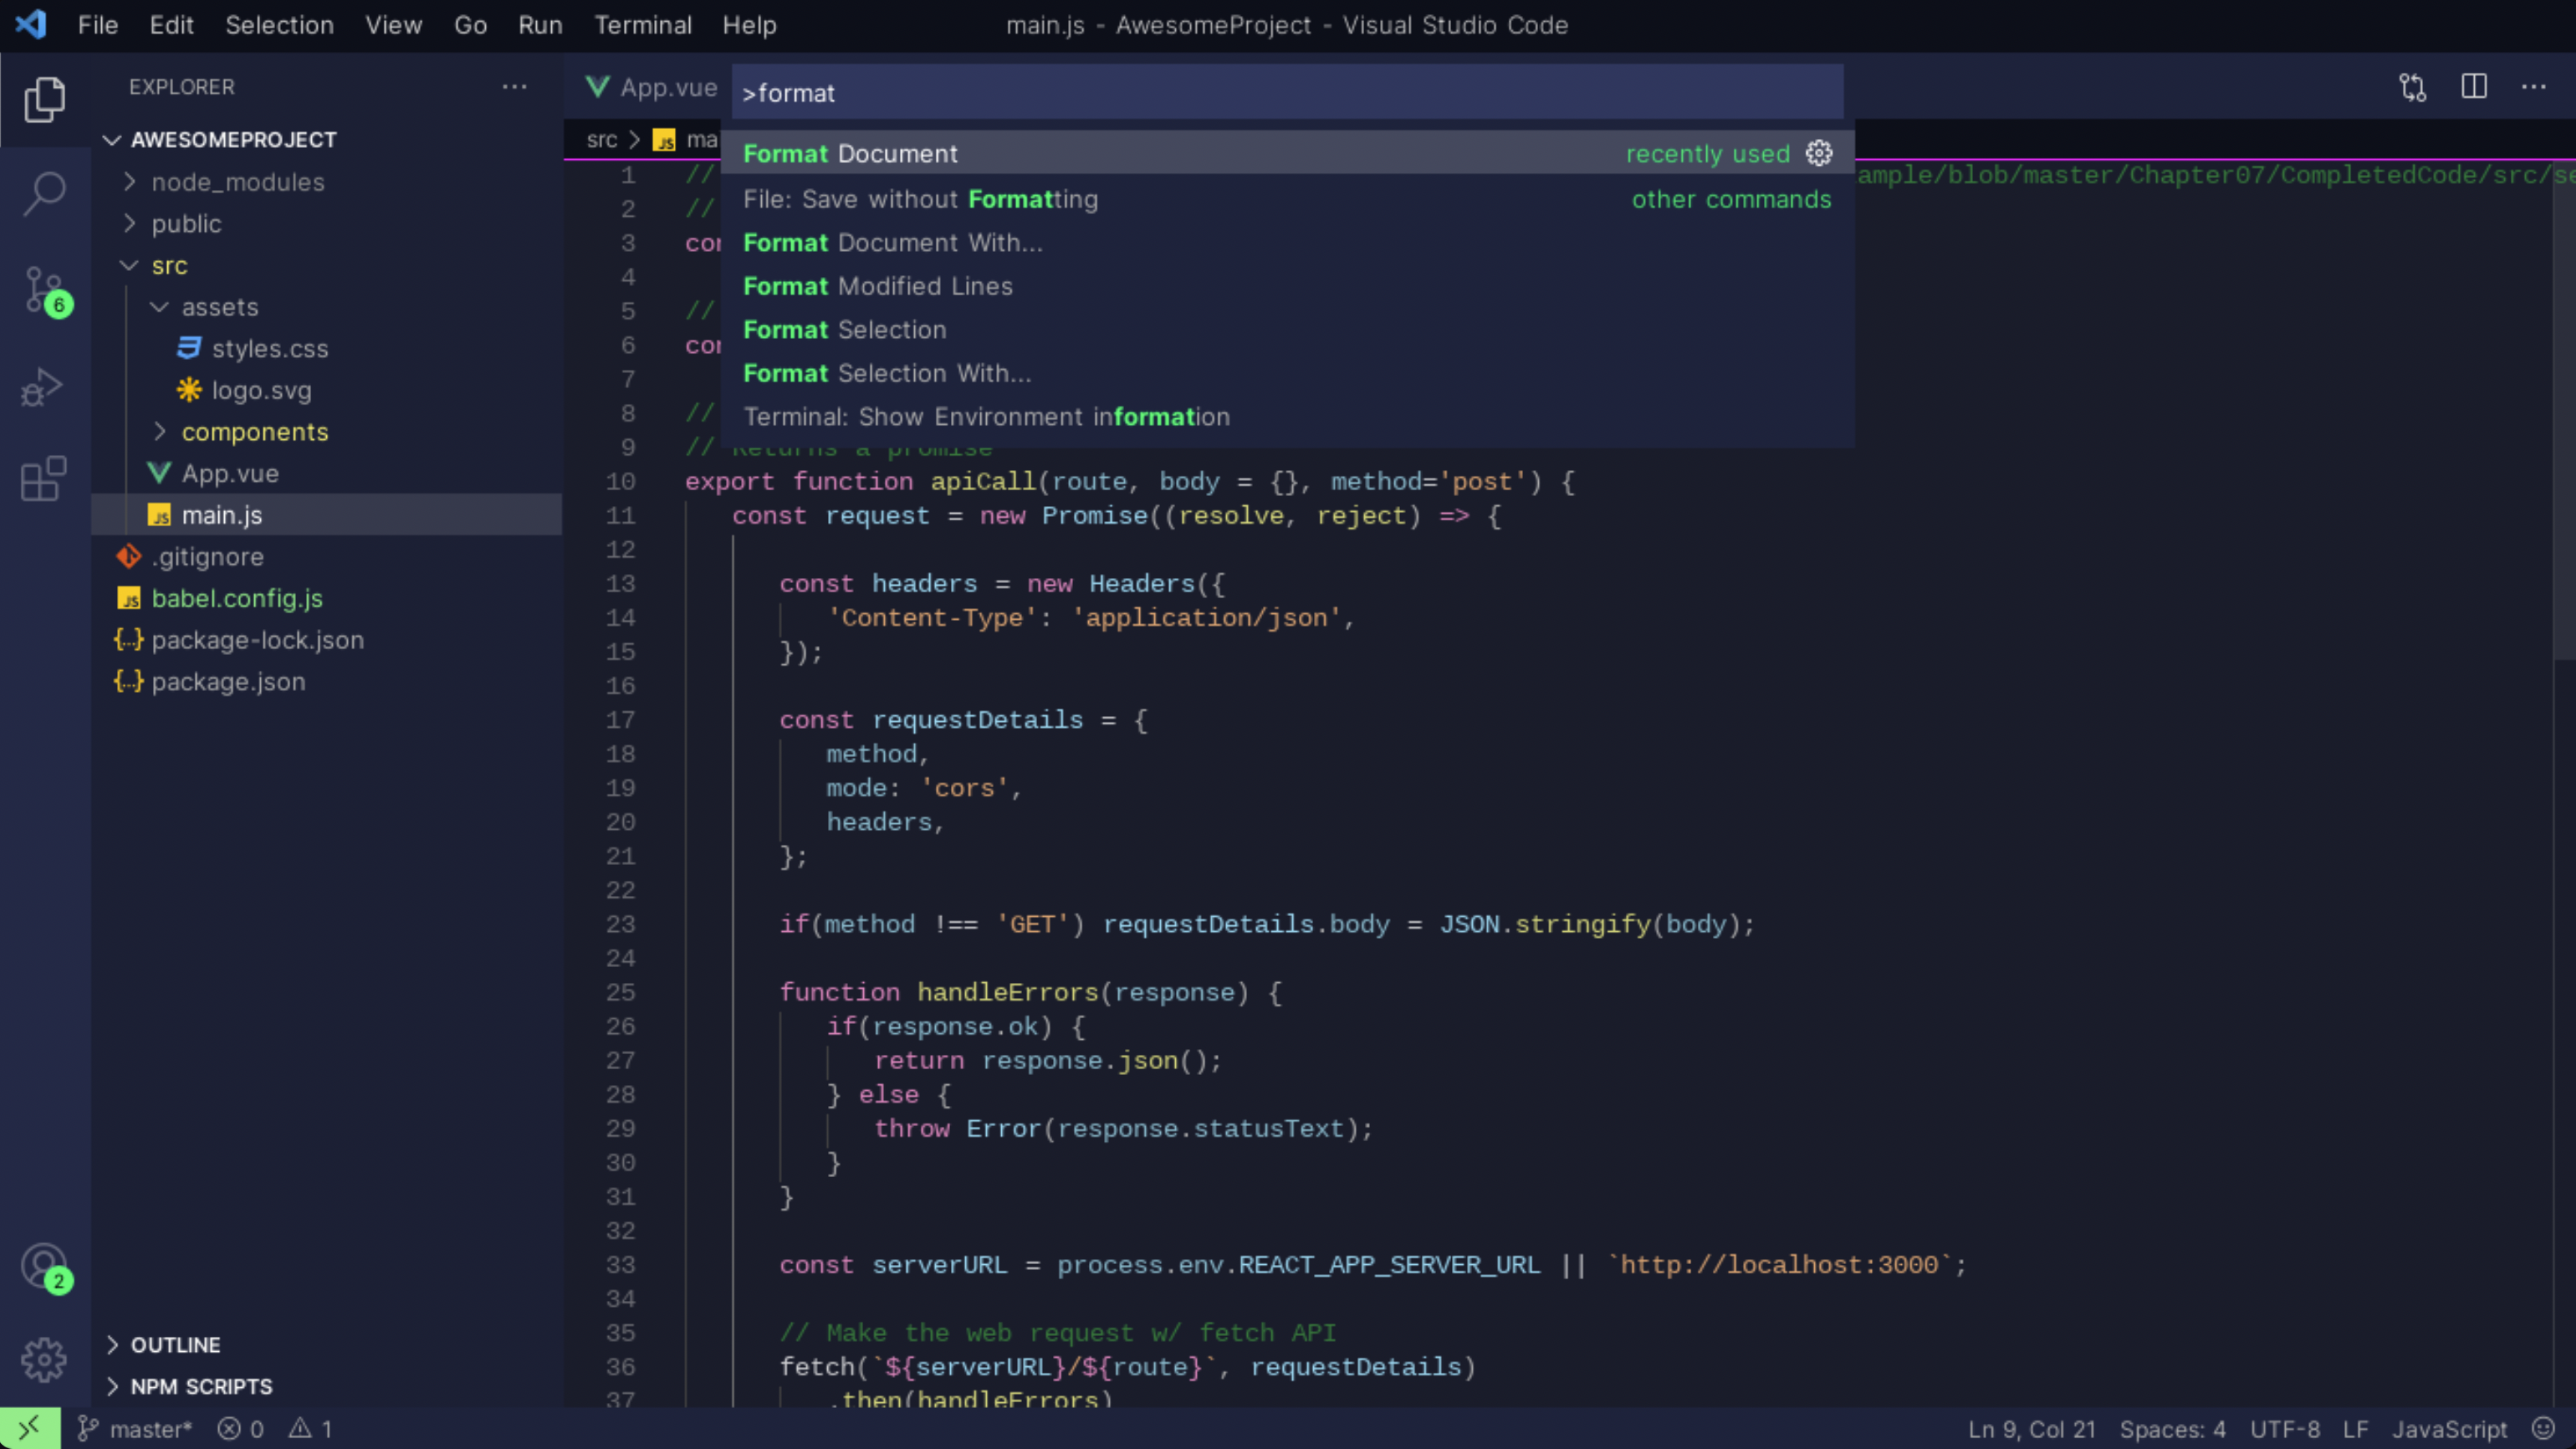 File Edit Selection View Go Run Terminal Help
main.js - AwesomeProject - Visual Studio Code
EXPLORER
AWESOMEPROJECT
node_modules
public
src
assets
styles.css
logo.svg
components
App.vue
main.js
.gitignore
babel.config.js
package-lock.json
package.json
OUTLINE
NPM SCRIPTS
6
2
App.vue
>format
src > JS ma
Format Document recently used
File: Save without Formatting other commands
Format Document With...
Format Modified Lines
Format Selection
Format Selection With...
Terminal: Show Environment information
1 // ample/blob/master/Chapter07/CompletedCode/src/se
2 //
3 con
4
5 //
6 con
7
8 //
9 // Returns a promise
10 export function apiCall(route, body = {}, method='post') {
11 const request = new Promise((resolve, reject) => {
12
13 const headers = new Headers({
14 'Content-Type': 'application/json',
15 });
16
17 const requestDetails = {
18 method,
19 mode: 'cors',
20 headers,
21 };
22
23 if(method !== 'GET') requestDetails.body = JSON.stringify(body);
24
25 function handleErrors(response) {
26 if(response.ok) {
27 return response.json();
28 } else {
29 throw Error(response.statusText);
30 }
31 }
32
33 const serverURL = process.env.REACT_APP_SERVER_URL || `http://localhost:3000`;
34
35 // Make the web request w/ fetch API
36 fetch(`${serverURL}/${route}`, requestDetails)
37 .then(handleErrors)
master* 0 1
Ln 9, Col 21 Spaces: 4 UTF-8 LF JavaScript